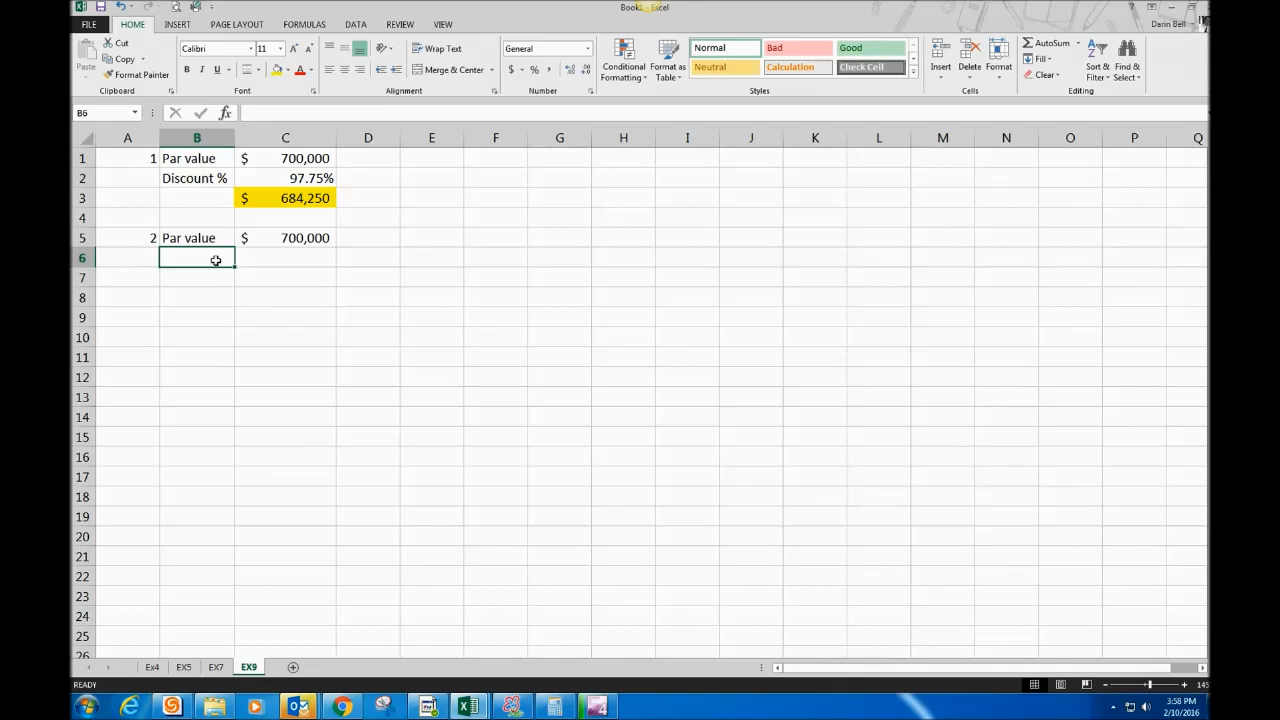 Book1 - Excel
FILE HOME INSERT PAGE LAYOUT FORMULAS DATA REVIEW VIEW Darin Bell
Paste Cut Copy Format Painter Clipboard
Calibri 11 B I U A A Font
Wrap Text Merge & Center Alignment
General $ % , Number
Conditional Formatting Format as Table
Normal Bad Good
Neutral Calculation Check Cell
Styles
Insert Delete Format Cells
AutoSum Fill Clear Sort & Filter Find & Select Editing
B6 fx
A B C D E F G H I J K L M N O P Q
1 1 Par value $ 700,000
2 Discount % 97.75%
3 $ 684,250
4
5 2 Par value $ 700,000
6
7
8
9
10
11
12
13
14
15
16
17
18
19
20
21
22
23
24
25
26
Ex4 EX5 EX7 EX9
READY 145
3:58 PM
2/10/2016